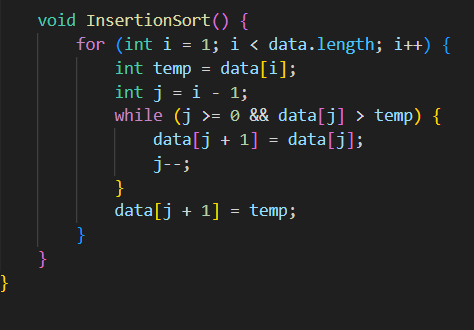 void InsertionSort() {
for (int i = 1; i < data.length; i++) {
int temp = data[i];
int j = i - 1;
while (j >= 0 && data[j] > temp) {
data[j + 1] = data[j];
j--;
}
data[j + 1] = temp;
}
}
}